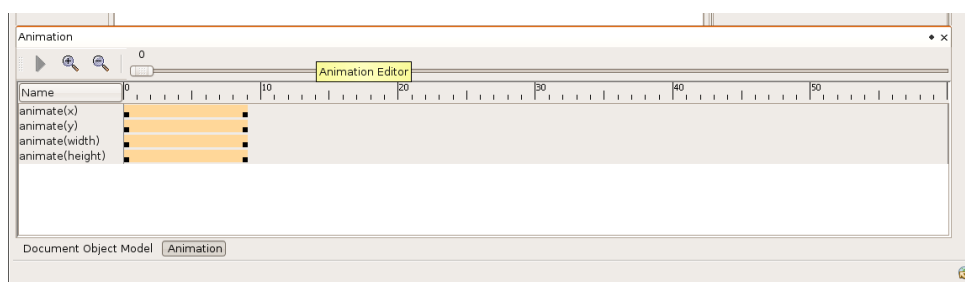 Animation
0
Animation Editor
Name 0 10 20 30 40 50
animate(x)
animate(y)
animate(width)
animate(height)
Document Object Model Animation